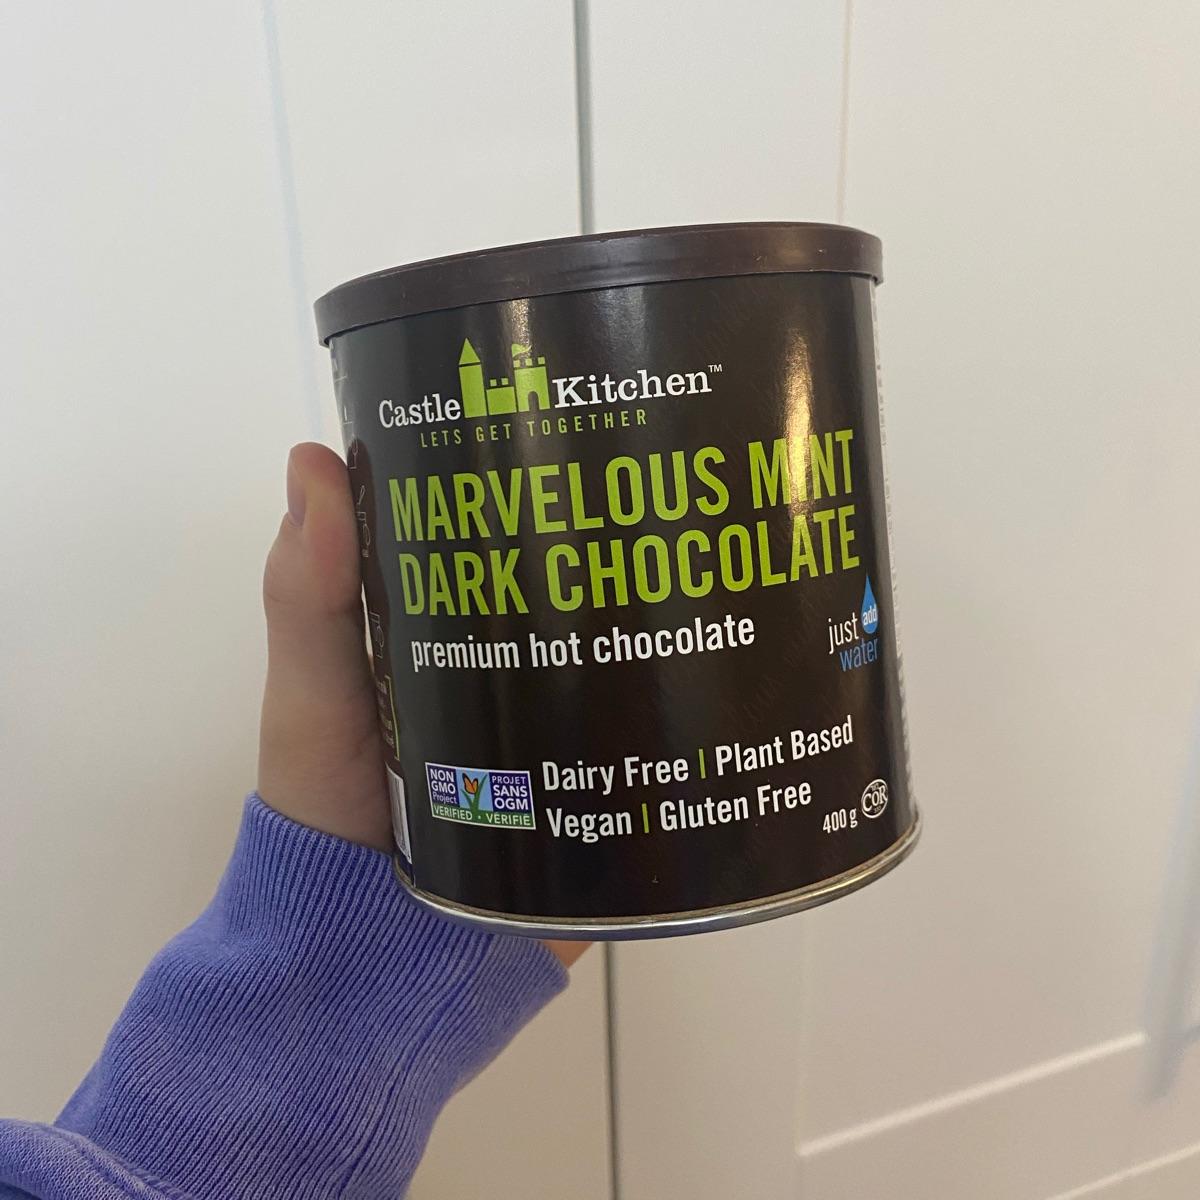 Castle Kitchen™
LETS GET TOGETHER
MARVELOUS MINT
DARK CHOCOLATE
premium hot chocolate
just add
water
Dairy Free | Plant Based
Vegan | Gluten Free
NON
GMO
Project
VERIFIED
PROJET
SANS
OGM
VÉRIFIÉ
400 g
COR